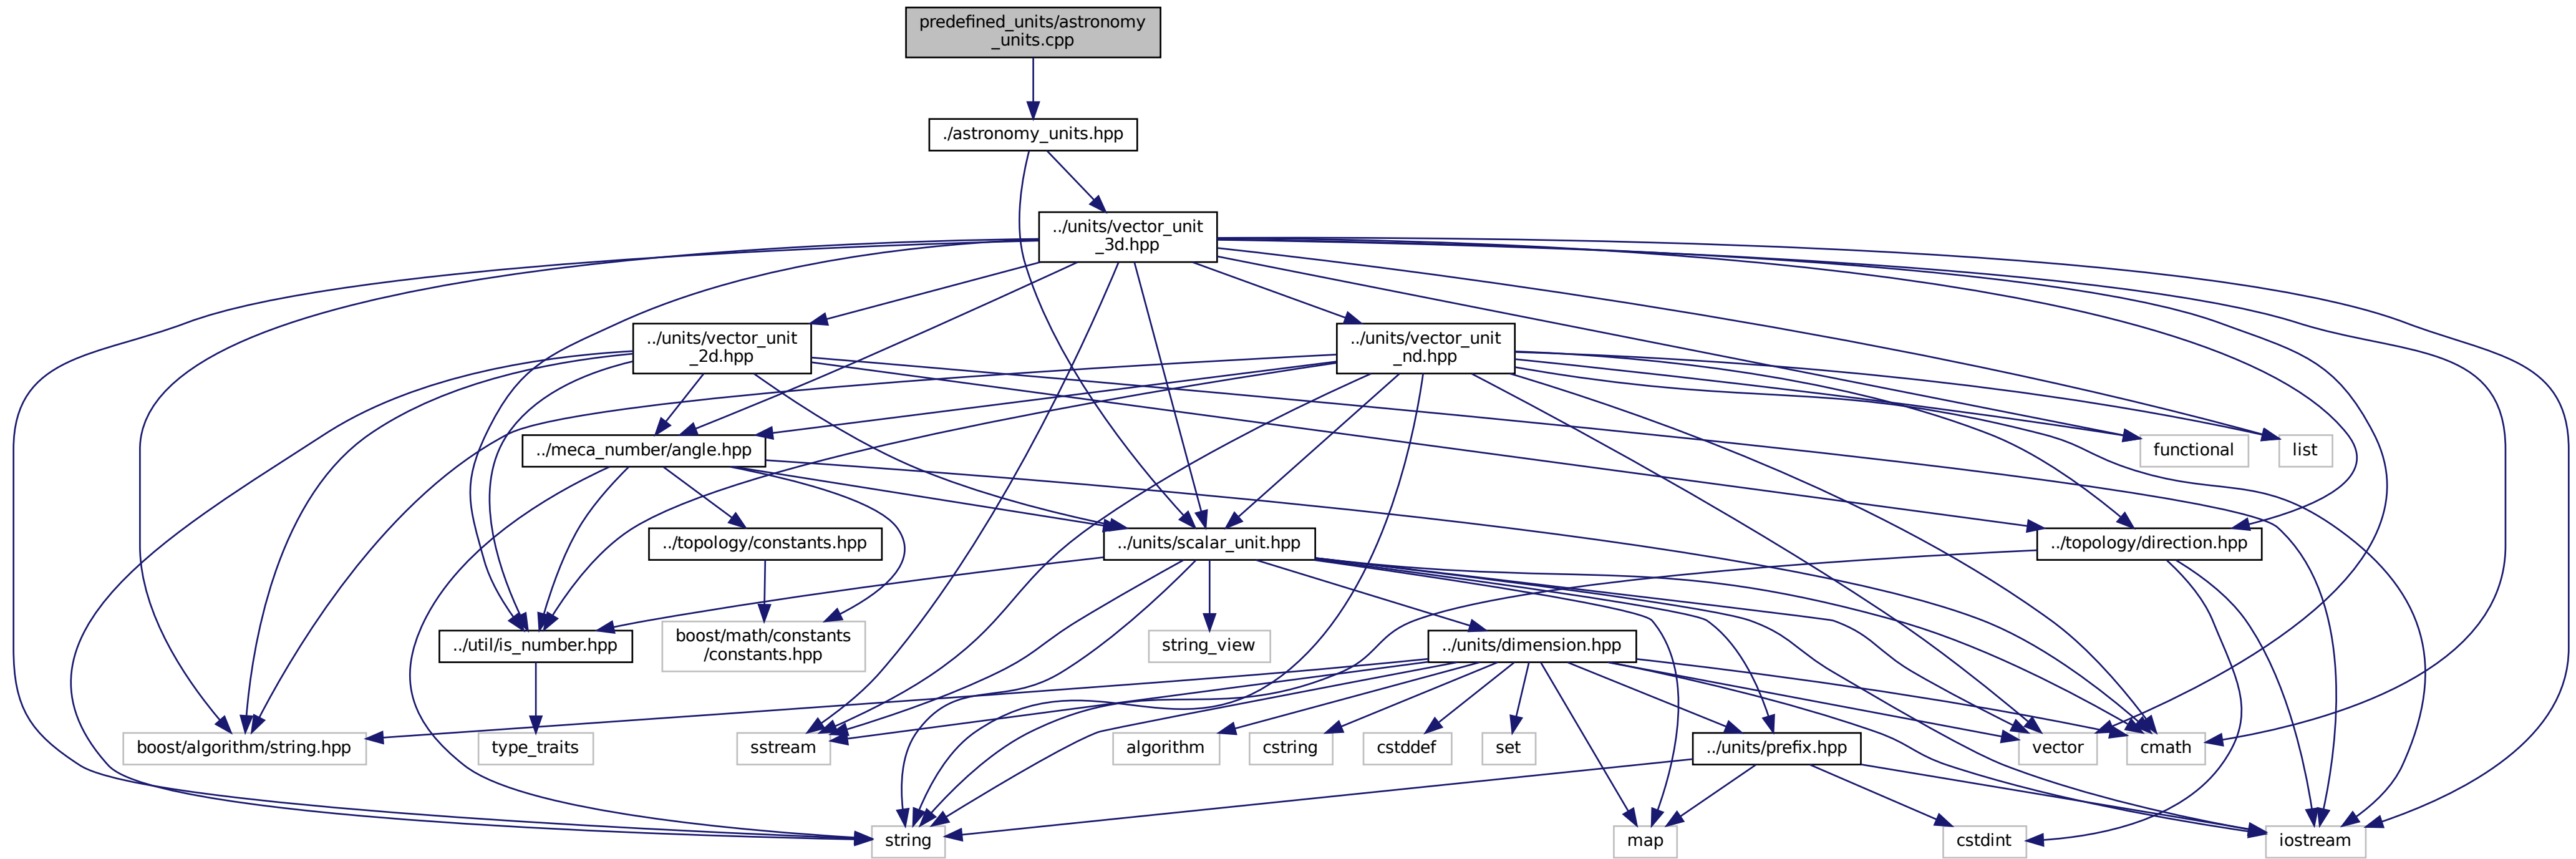 predefined_units/astronomy
_units.cpp
./astronomy_units.hpp
../units/vector_unit
_3d.hpp
../units/vector_unit
_2d.hpp
../units/vector_unit
_nd.hpp
../meca_number/angle.hpp
functional
list
../topology/constants.hpp
../units/scalar_unit.hpp
../topology/direction.hpp
../util/is_number.hpp
boost/math/constants
/constants.hpp
string_view
../units/dimension.hpp
boost/algorithm/string.hpp
type_traits
sstream
algorithm
cstring
cstddef
set
../units/prefix.hpp
vector
cmath
string
map
cstdint
iostream